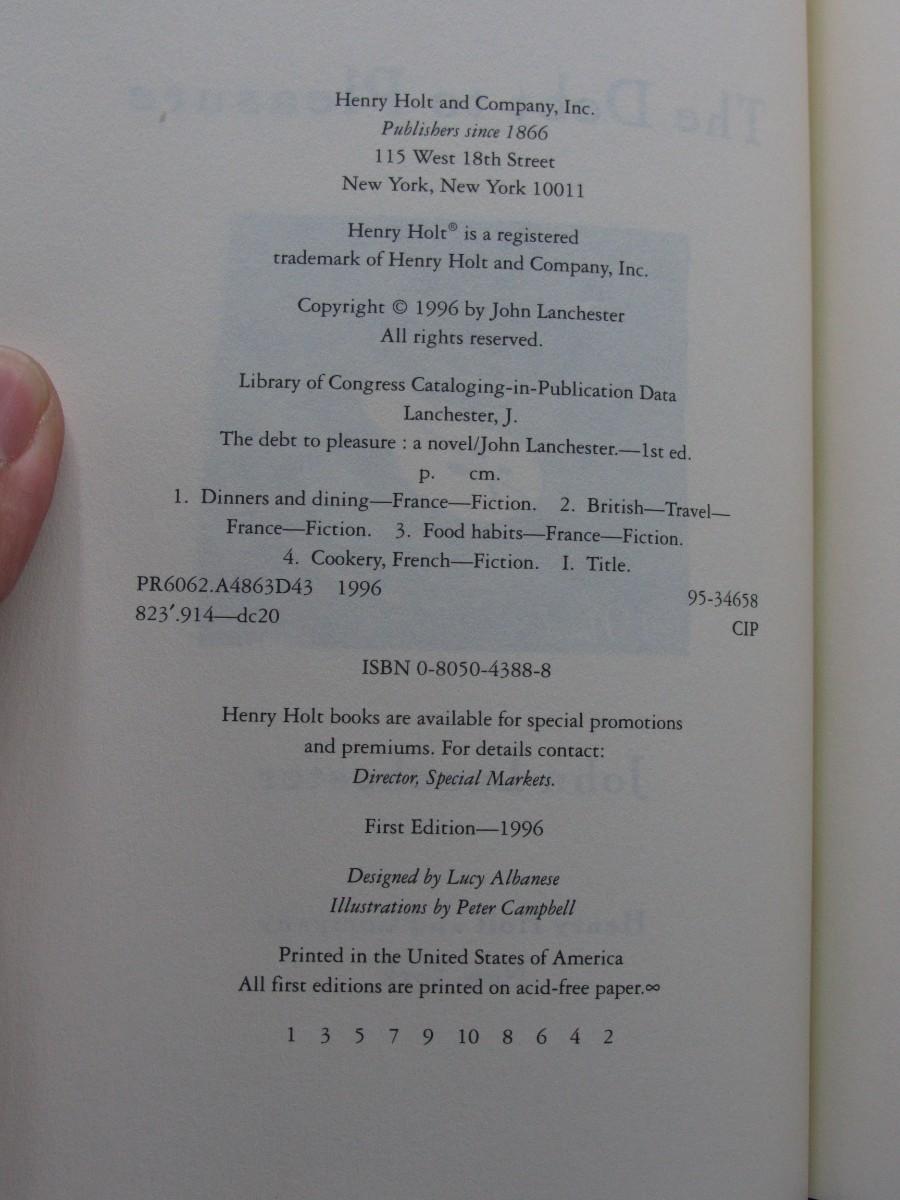 Henry Holt and Company, Inc.
Publishers since 1866
115 West 18th Street
New York, New York 10011
Henry Holt® is a registered
trademark of Henry Holt and Company, Inc.
Copyright © 1996 by John Lanchester
All rights reserved.
Library of Congress Cataloging-in-Publication Data
Lanchester, J.
The debt to pleasure : a novel/John Lanchester.—1st ed.
p. cm.
1. Dinners and dining—France—Fiction. 2. British—Travel—
France—Fiction. 3. Food habits—France—Fiction.
4. Cookery, French—Fiction. I. Title.
PR6062.A4863D43 1996 95-34658
823′.914—dc20 CIP
ISBN 0-8050-4388-8
Henry Holt books are available for special promotions
and premiums. For details contact:
Director, Special Markets.
First Edition—1996
Designed by Lucy Albanese
Illustrations by Peter Campbell
Printed in the United States of America
All first editions are printed on acid-free paper.∞
1 3 5 7 9 10 8 6 4 2